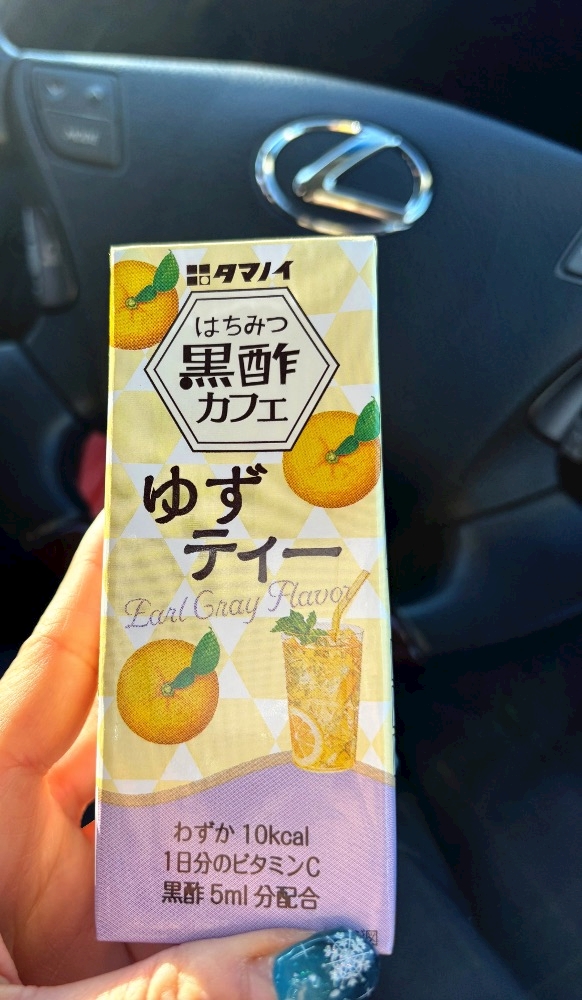 タマノイ
はちみつ
黒酢
カフェ
ゆず
ティー
Earl Gray Flavor
わずか 10kcal
1日分のビタミンC
黒酢 5ml 分配合